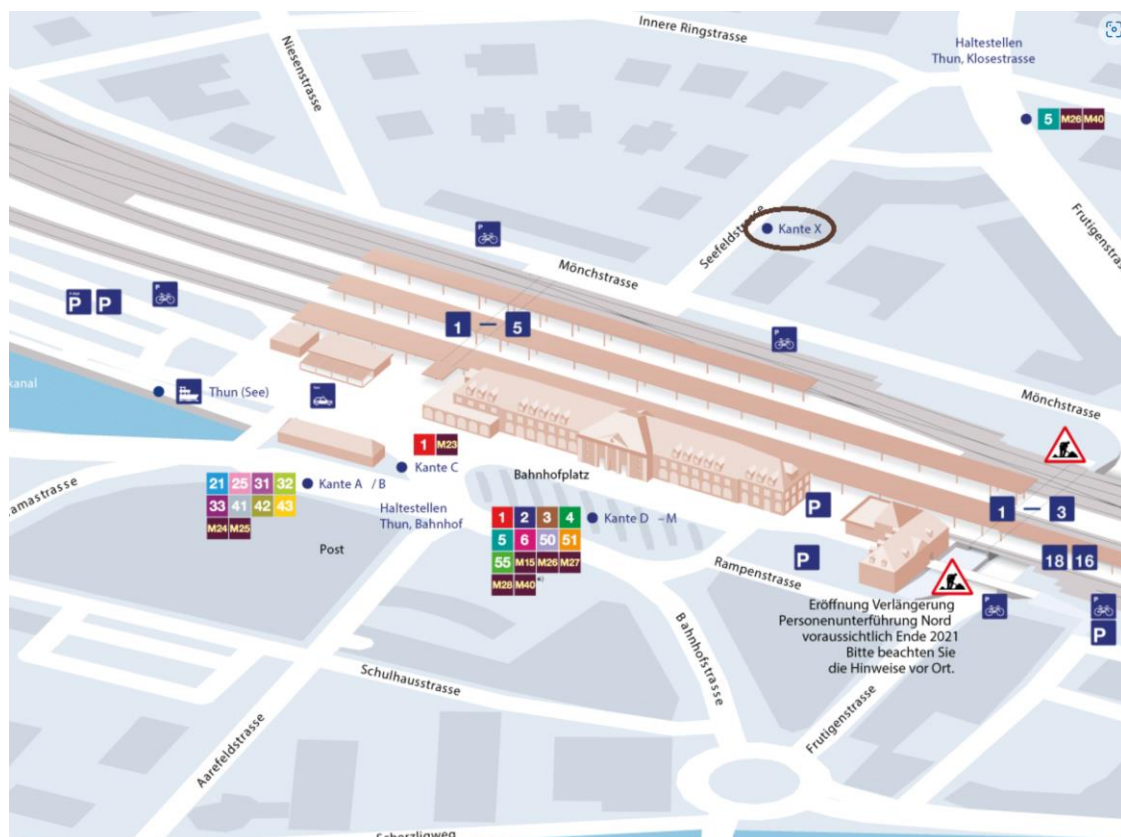 Innere Ringstrasse
Haltestellen
Thun, Klosestrasse
Niesenstrasse
5 M26 M40
Seefeldstrasse
Kante X
Frutigenstrasse
Mönchstrasse
P
1 – 5
P
P P
P
kanal
Thun (See)
Mönchstrasse
1 M23
Kante C
Bahnhofplatz
21 25 31 32
33 41 42 43
M24 M25
Kante A / B
Haltestellen
Thun, Bahnhof
1 2 3 4
5 6 50 51
55 M15 M26 M27
M28 M40
Kante D – M
P
1 – 3
Post
P
Rampenstrasse
18 16
Eröffnung Verlängerung
Personenunterführung Nord
voraussichtlich Ende 2021
Bitte beachten Sie
die Hinweise vor Ort.
P
P
P
Bahnhofstrasse
Schulhausstrasse
Frutigenstrasse
Aarefeldstrasse
Scherzligweg